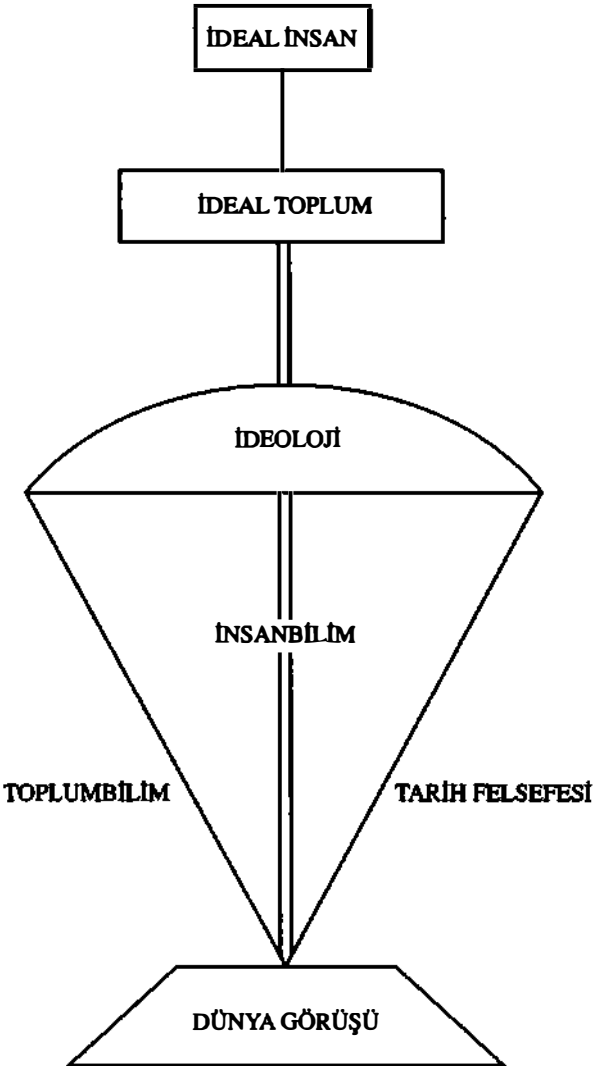 İDEAL İNSAN
İDEAL TOPLUM
İDEOLOJİ
İNSANBİLİM
TOPLUMBİLİM
TARİH FELSEFESİ
DÜNYA GÖRÜŞÜ